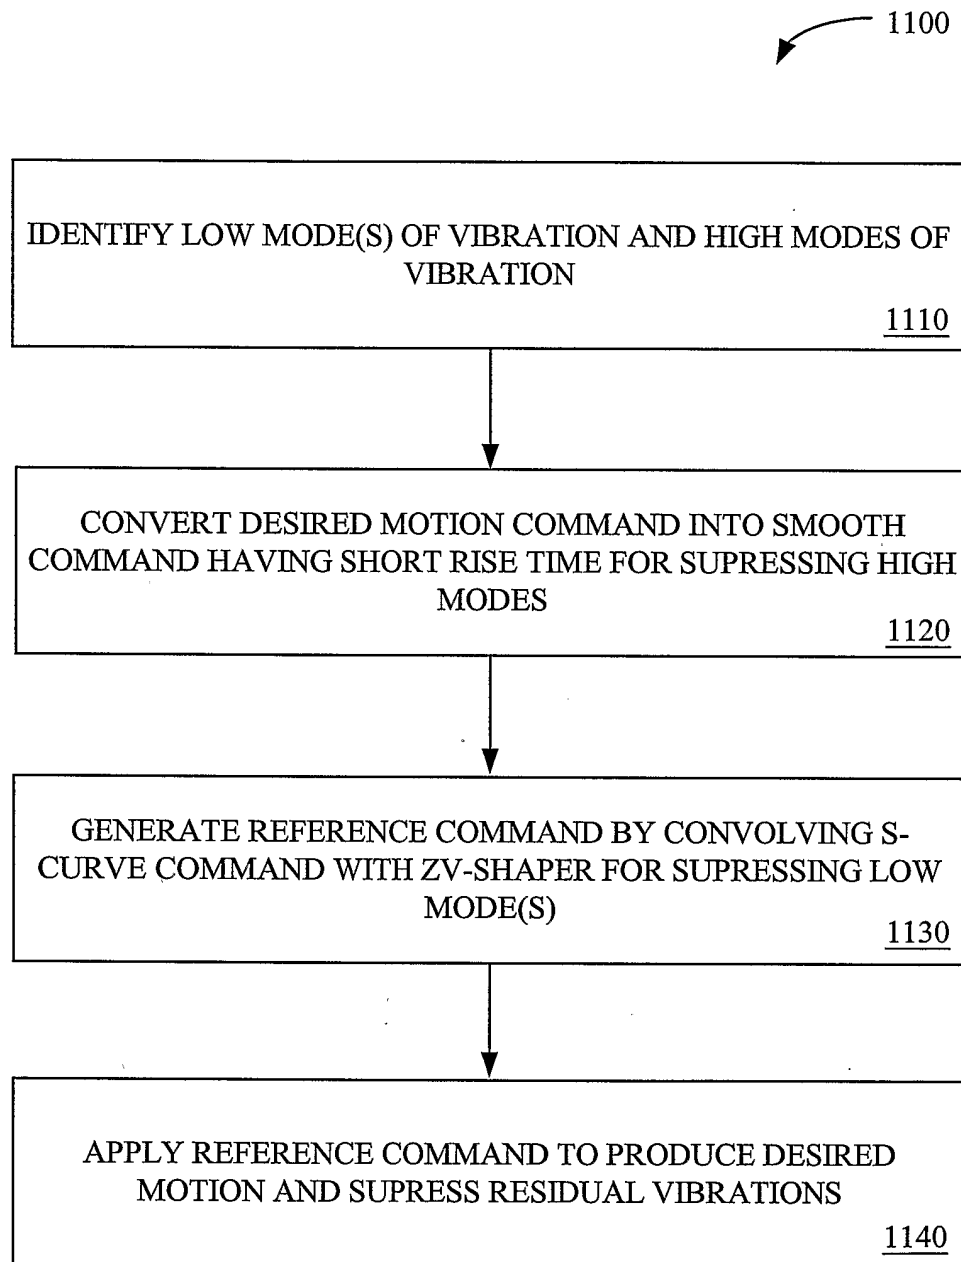 1100
IDENTIFY LOW MODE(S) OF VIBRATION AND HIGH MODES OF
VIBRATION
1110
CONVERT DESIRED MOTION COMMAND INTO SMOOTH
COMMAND HAVING SHORT RISE TIME FOR SUPRESSING HIGH
MODES
1120
GENERATE REFERENCE COMMAND BY CONVOLVING S-
CURVE COMMAND WITH ZV-SHAPER FOR SUPRESSING LOW
MODE(S)
1130
APPLY REFERENCE COMMAND TO PRODUCE DESIRED
MOTION AND SUPRESS RESIDUAL VIBRATIONS
1140